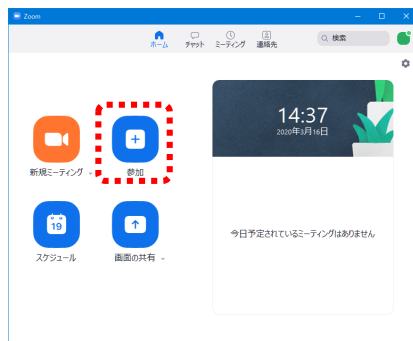 Zoom
ホーム
チャット
ミーティング
連絡先
検索
14:37
2020年3月16日
新規ミーティング
参加
19
スケジュール
画面の共有
今日予定されているミーティングはありません